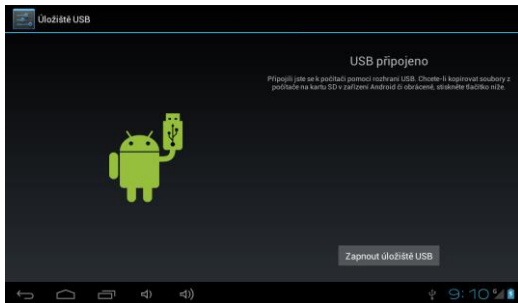 Úložiště USB
USB připojeno
Připojili jste se k počítači pomocí rozhraní USB. Chcete-li kopírovat soubory z
počítače na kartu SD v zařízení Android či obráceně, stiskněte tlačítko níže.
Zapnout úložiště USB
9:10